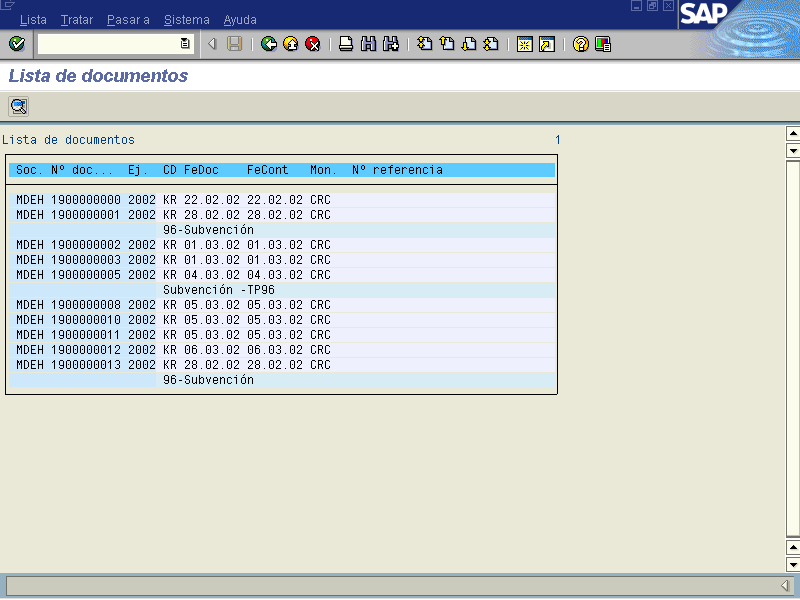 Lista Tratar Pasar a Sistema Ayuda
SAP
Lista de documentos
Lista de documentos 1
Soc. Nº doc... Ej. CD FeDoc FeCont Mon. Nº referencia
MDEH 1900000000 2002 KR 22.02.02 22.02.02 CRC
MDEH 1900000001 2002 KR 28.02.02 28.02.02 CRC
96-Subvención
MDEH 1900000002 2002 KR 01.03.02 01.03.02 CRC
MDEH 1900000003 2002 KR 01.03.02 01.03.02 CRC
MDEH 1900000005 2002 KR 04.03.02 04.03.02 CRC
Subvención -TP96
MDEH 1900000008 2002 KR 05.03.02 05.03.02 CRC
MDEH 1900000010 2002 KR 05.03.02 05.03.02 CRC
MDEH 1900000011 2002 KR 05.03.02 05.03.02 CRC
MDEH 1900000012 2002 KR 06.03.02 06.03.02 CRC
MDEH 1900000013 2002 KR 28.02.02 28.02.02 CRC
96-Subvención